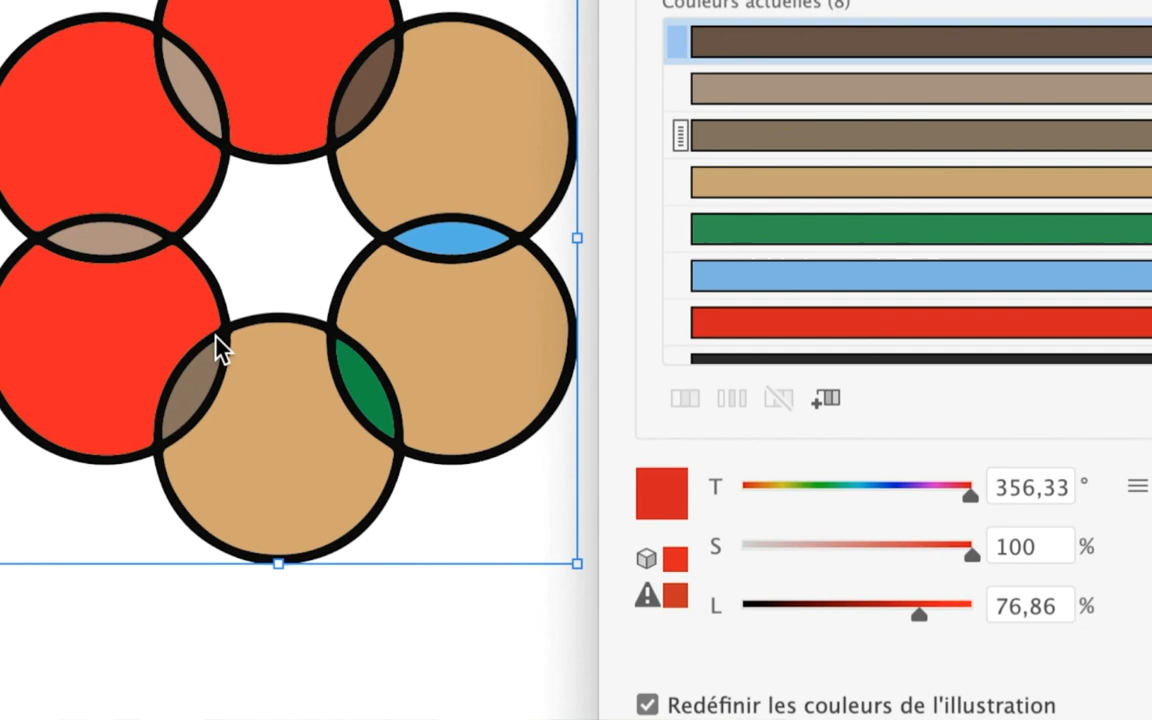 Couleurs actuelles (8)
T 356,33 °
S 100 %
L 76,86 %
Redéfinir les couleurs de l'illustration